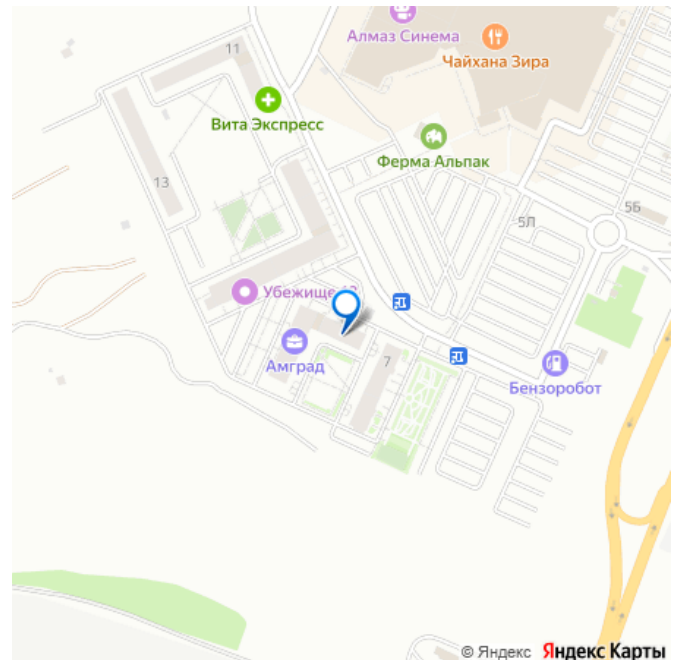 Алмаз Синема
Чайхана Зира
11
Вита Экспресс
Ферма Альпак
13
5Б
5Л
Убежище
7
Амград
Бензоробот
© Яндекс Яндекс Карты